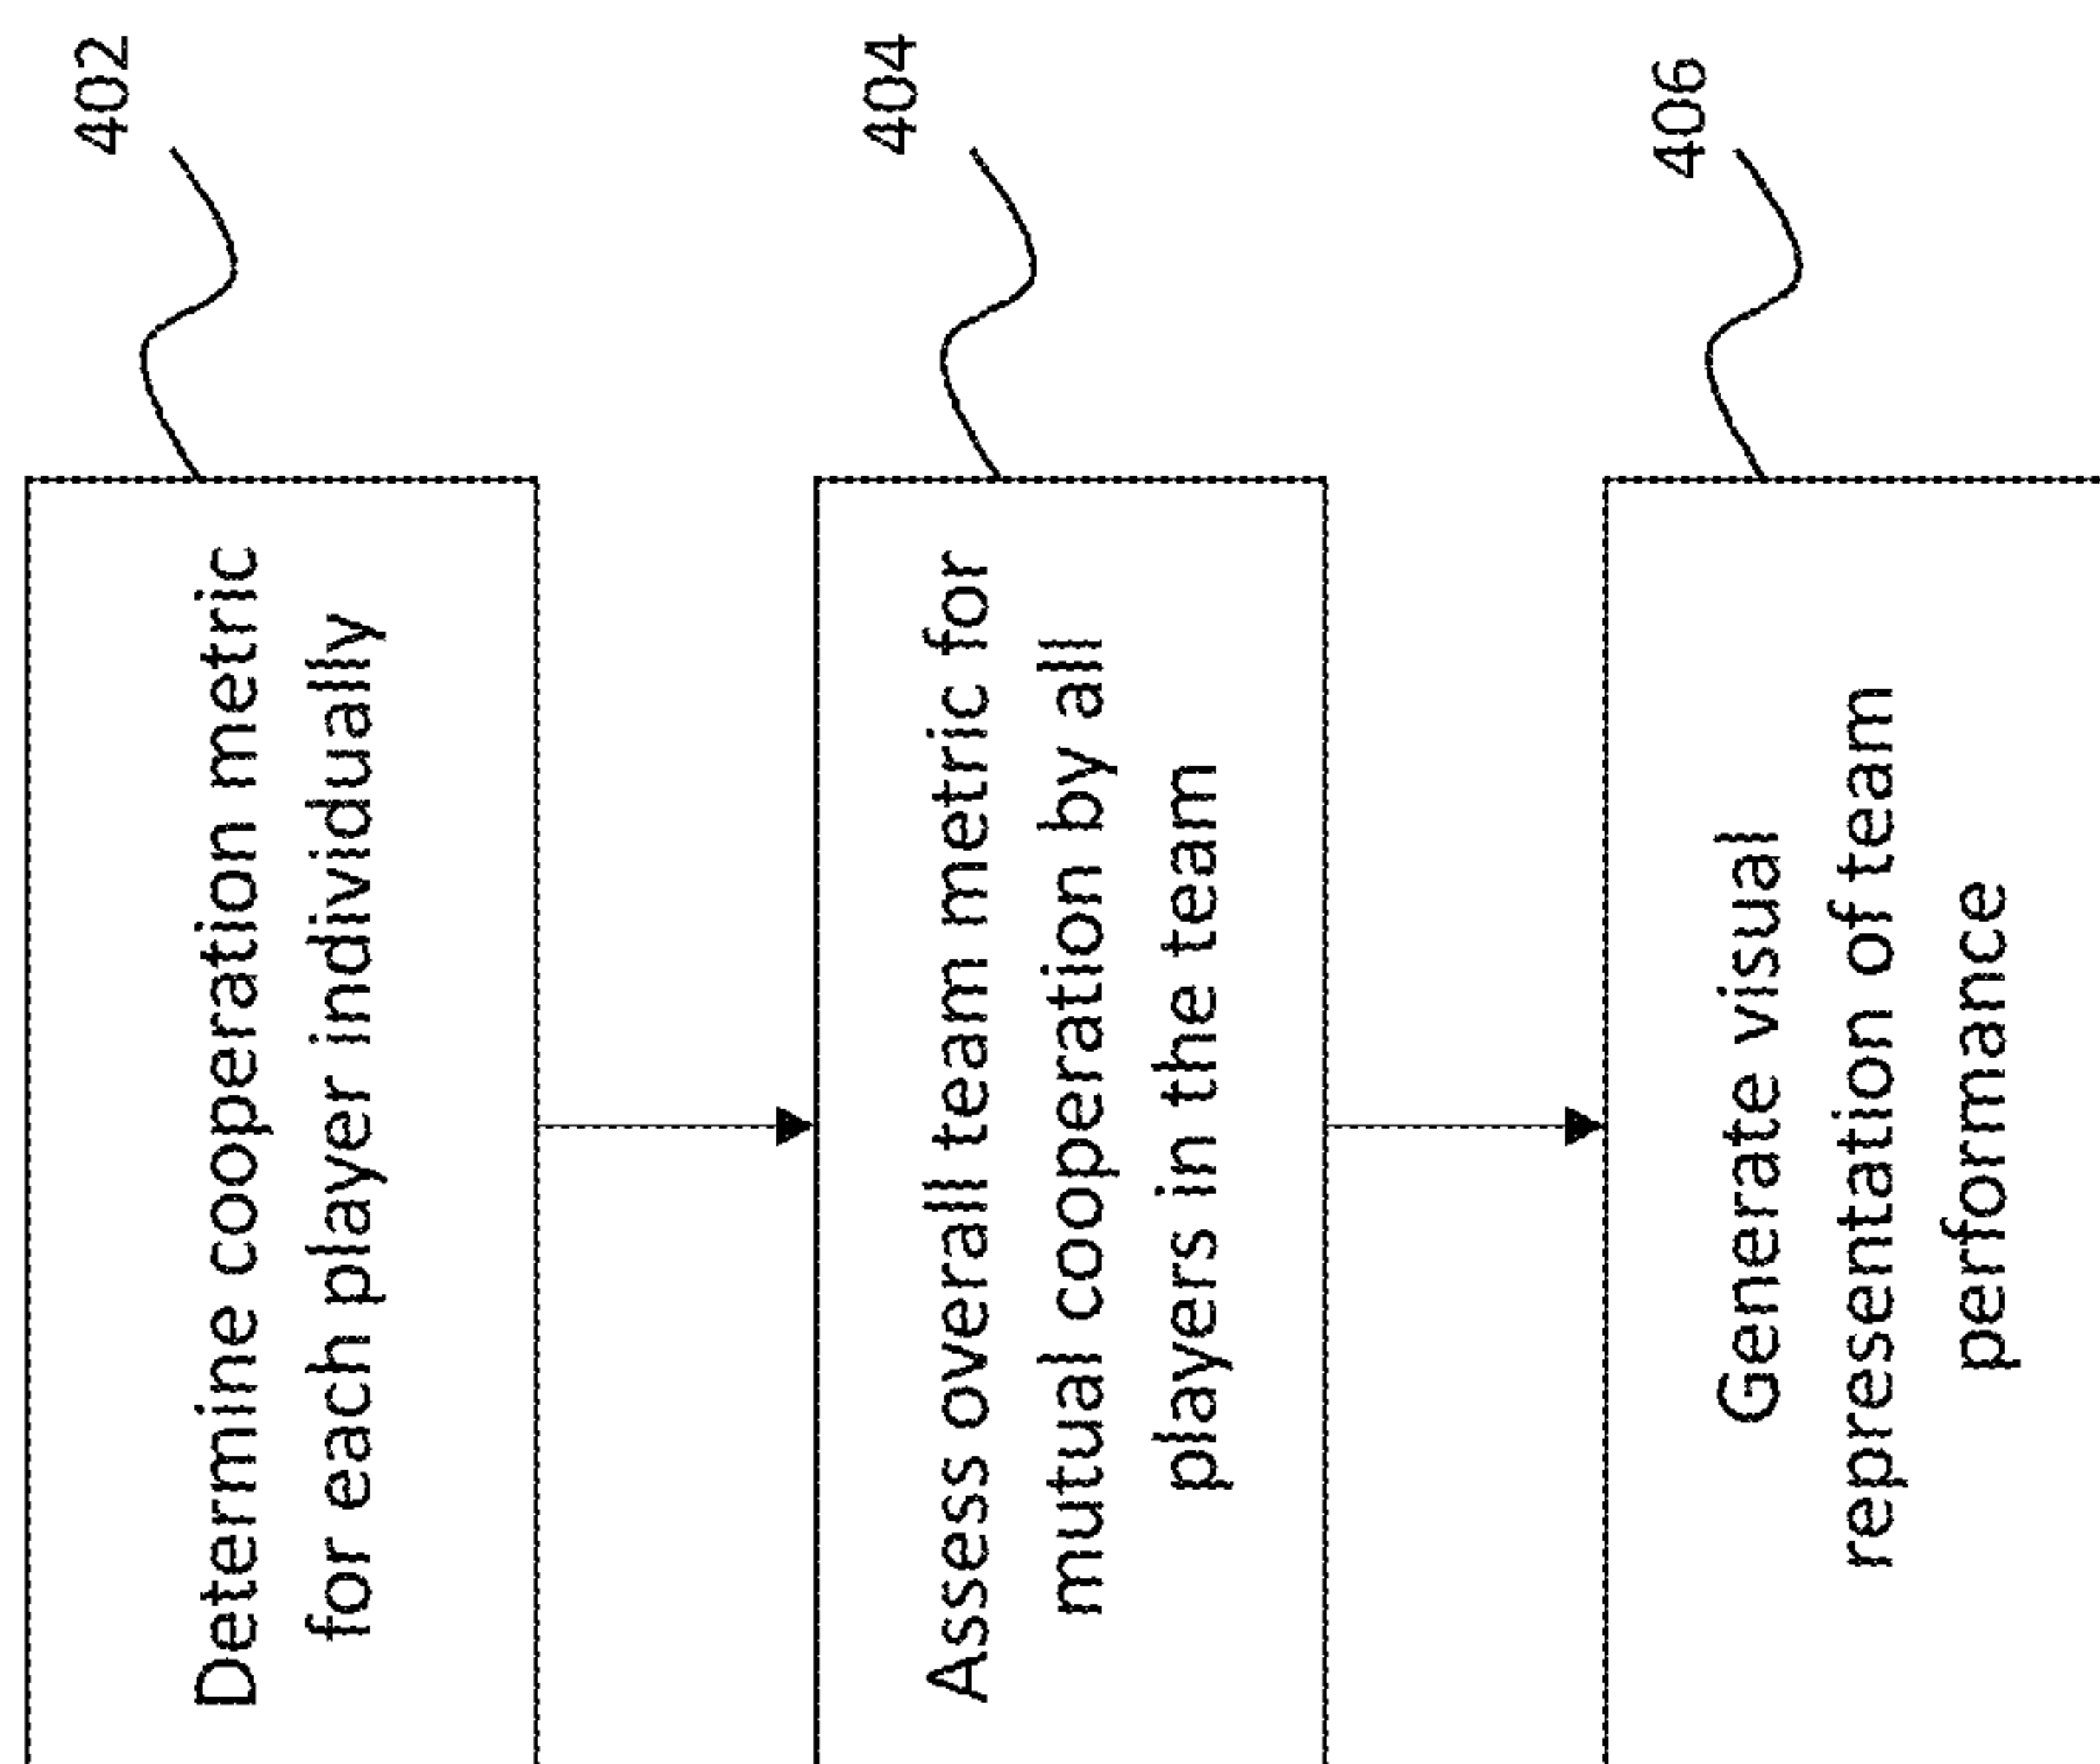 402
Determine cooperation metric
for each player individually
404
Assess overall team metric for
mutual cooperation by all
players in the team
406
Generate visual
representation of team
performance